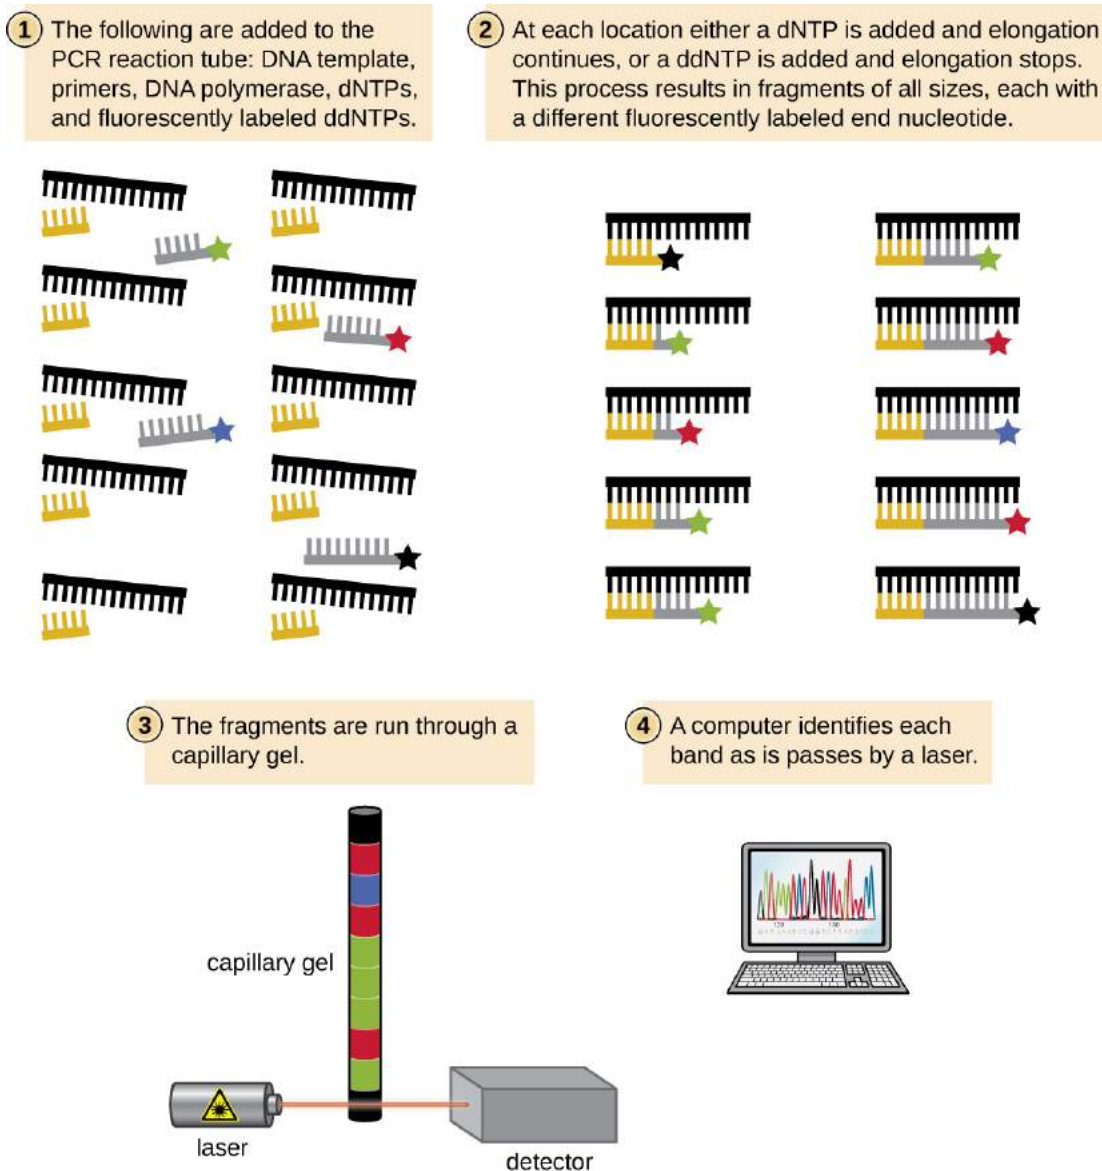 1 The following are added to the
PCR reaction tube: DNA template,
primers, DNA polymerase, dNTPs,
and fluorescently labeled ddNTPs.
2 At each location either a dNTP is added and elongation
continues, or a ddNTP is added and elongation stops.
This process results in fragments of all sizes, each with
a different fluorescently labeled end nucleotide.
3 The fragments are run through a
capillary gel.
4 A computer identifies each
band as is passes by a laser.
capillary gel
laser
detector